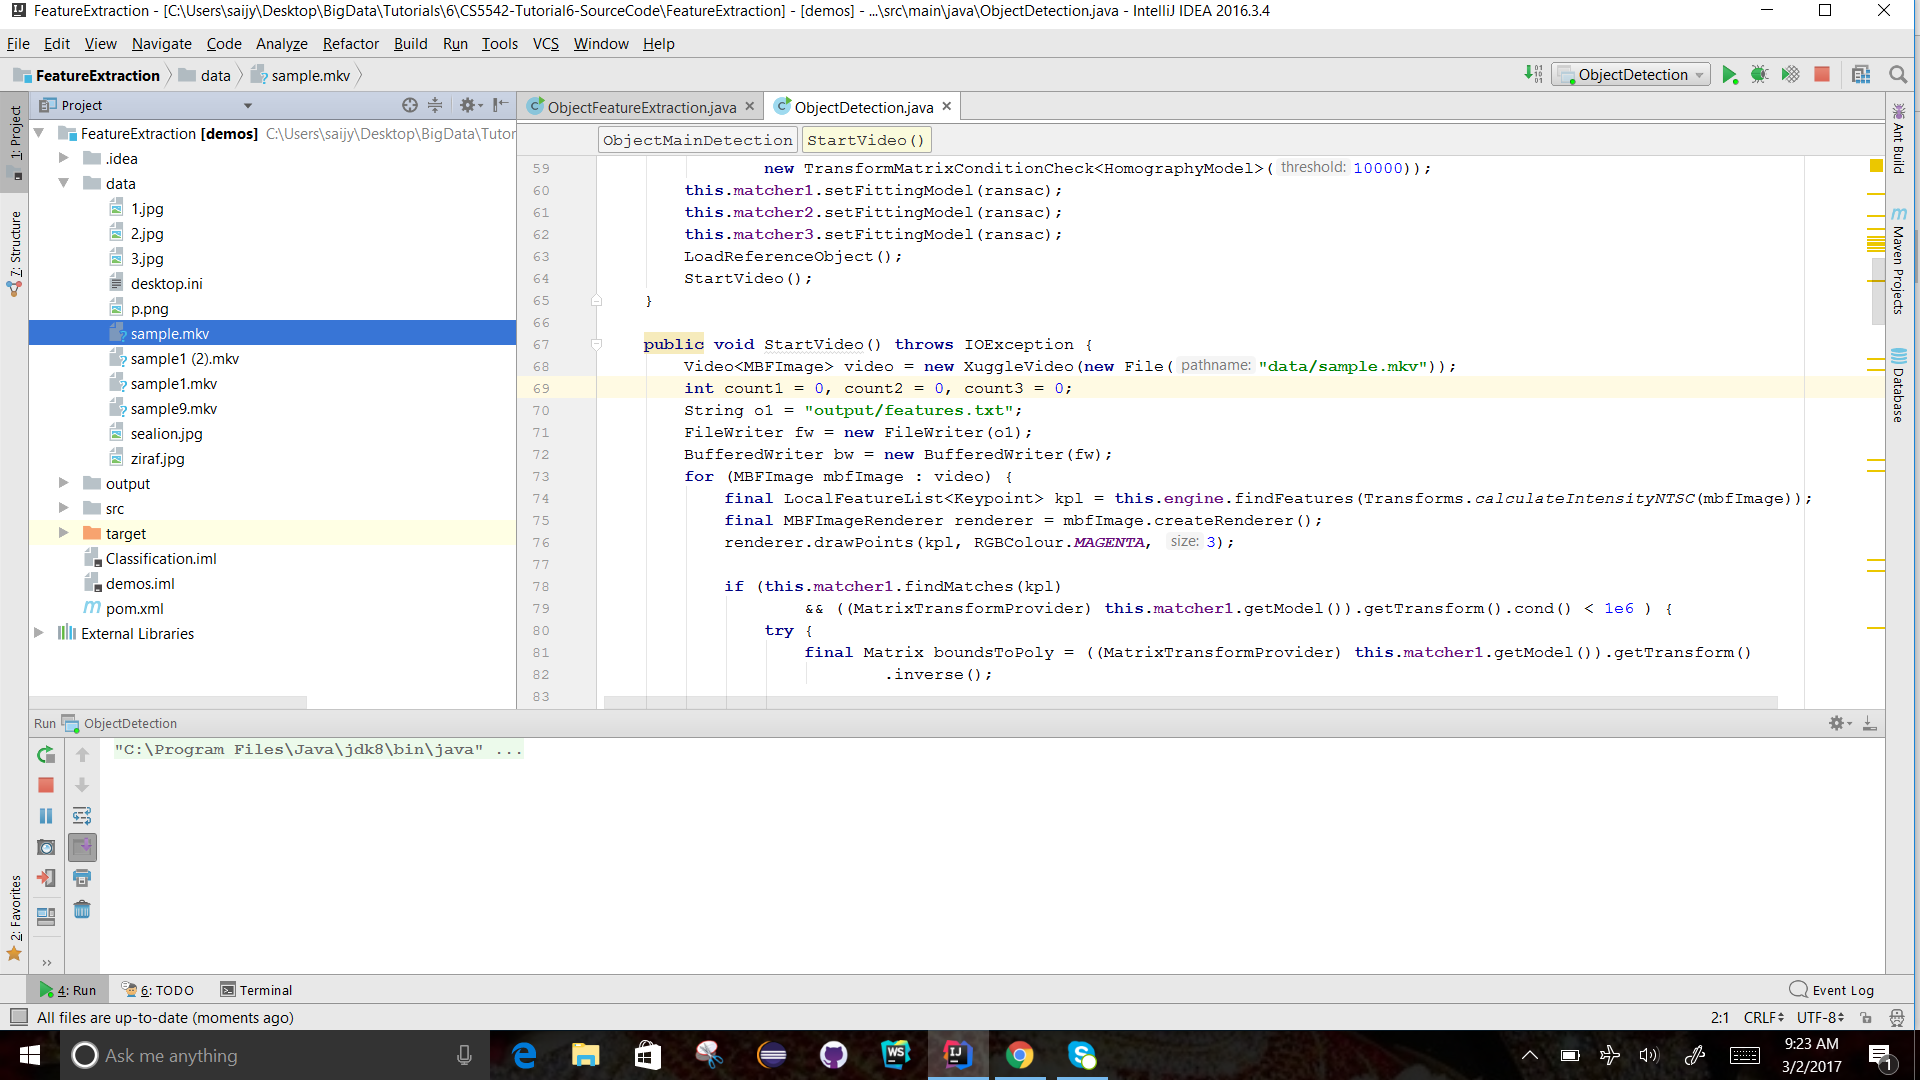 FeatureExtraction - [C:\Users\saijy\Desktop\BigData\Tutorials\6\CS5542-Tutorial6-SourceCode\FeatureExtraction] - [demos] - ...\src\main\java\ObjectDetection.java - IntelliJ IDEA 2016.3.4
File Edit View Navigate Code Analyze Refactor Build Run Tools VCS Window Help
FeatureExtraction data sample.mkv
ObjectDetection
1: Project
7: Structure
2: Favorites
Project
FeatureExtraction [demos] C:\Users\saijy\Desktop\BigData\Tutor
.idea
data
1.jpg
2.jpg
3.jpg
desktop.ini
p.png
sample.mkv
sample1 (2).mkv
sample1.mkv
sample9.mkv
sealion.jpg
ziraf.jpg
output
src
target
Classification.iml
demos.iml
pom.xml
External Libraries
ObjectFeatureExtraction.java ObjectDetection.java
ObjectMainDetection StartVideo()
59 new TransformMatrixConditionCheck<HomographyModel>( threshold: 10000));
60 this.matcher1.setFittingModel(ransac);
61 this.matcher2.setFittingModel(ransac);
62 this.matcher3.setFittingModel(ransac);
63 LoadReferenceObject();
64 StartVideo();
65 }
66
67 public void StartVideo() throws IOException {
68 Video<MBFImage> video = new XuggleVideo(new File( pathname: "data/sample.mkv"));
69 int count1 = 0, count2 = 0, count3 = 0;
70 String o1 = "output/features.txt";
71 FileWriter fw = new FileWriter(o1);
72 BufferedWriter bw = new BufferedWriter(fw);
73 for (MBFImage mbfImage : video) {
74 final LocalFeatureList<Keypoint> kpl = this.engine.findFeatures(Transforms.calculateIntensityNTSC(mbfImage));
75 final MBFImageRenderer renderer = mbfImage.createRenderer();
76 renderer.drawPoints(kpl, RGBColour.MAGENTA, size: 3);
77
78 if (this.matcher1.findMatches(kpl)
79 && ((MatrixTransformProvider) this.matcher1.getModel()).getTransform().cond() < 1e6 ) {
80 try {
81 final Matrix boundsToPoly = ((MatrixTransformProvider) this.matcher1.getModel()).getTransform()
82 .inverse();
83
Ant Build
Maven Projects
Database
Run ObjectDetection
"C:\Program Files\Java\jdk8\bin\java" ...
4: Run 6: TODO Terminal Event Log
All files are up-to-date (moments ago) 2:1 CRLF UTF-8
Ask me anything
WS
IJ
9:23 AM
3/2/2017
1